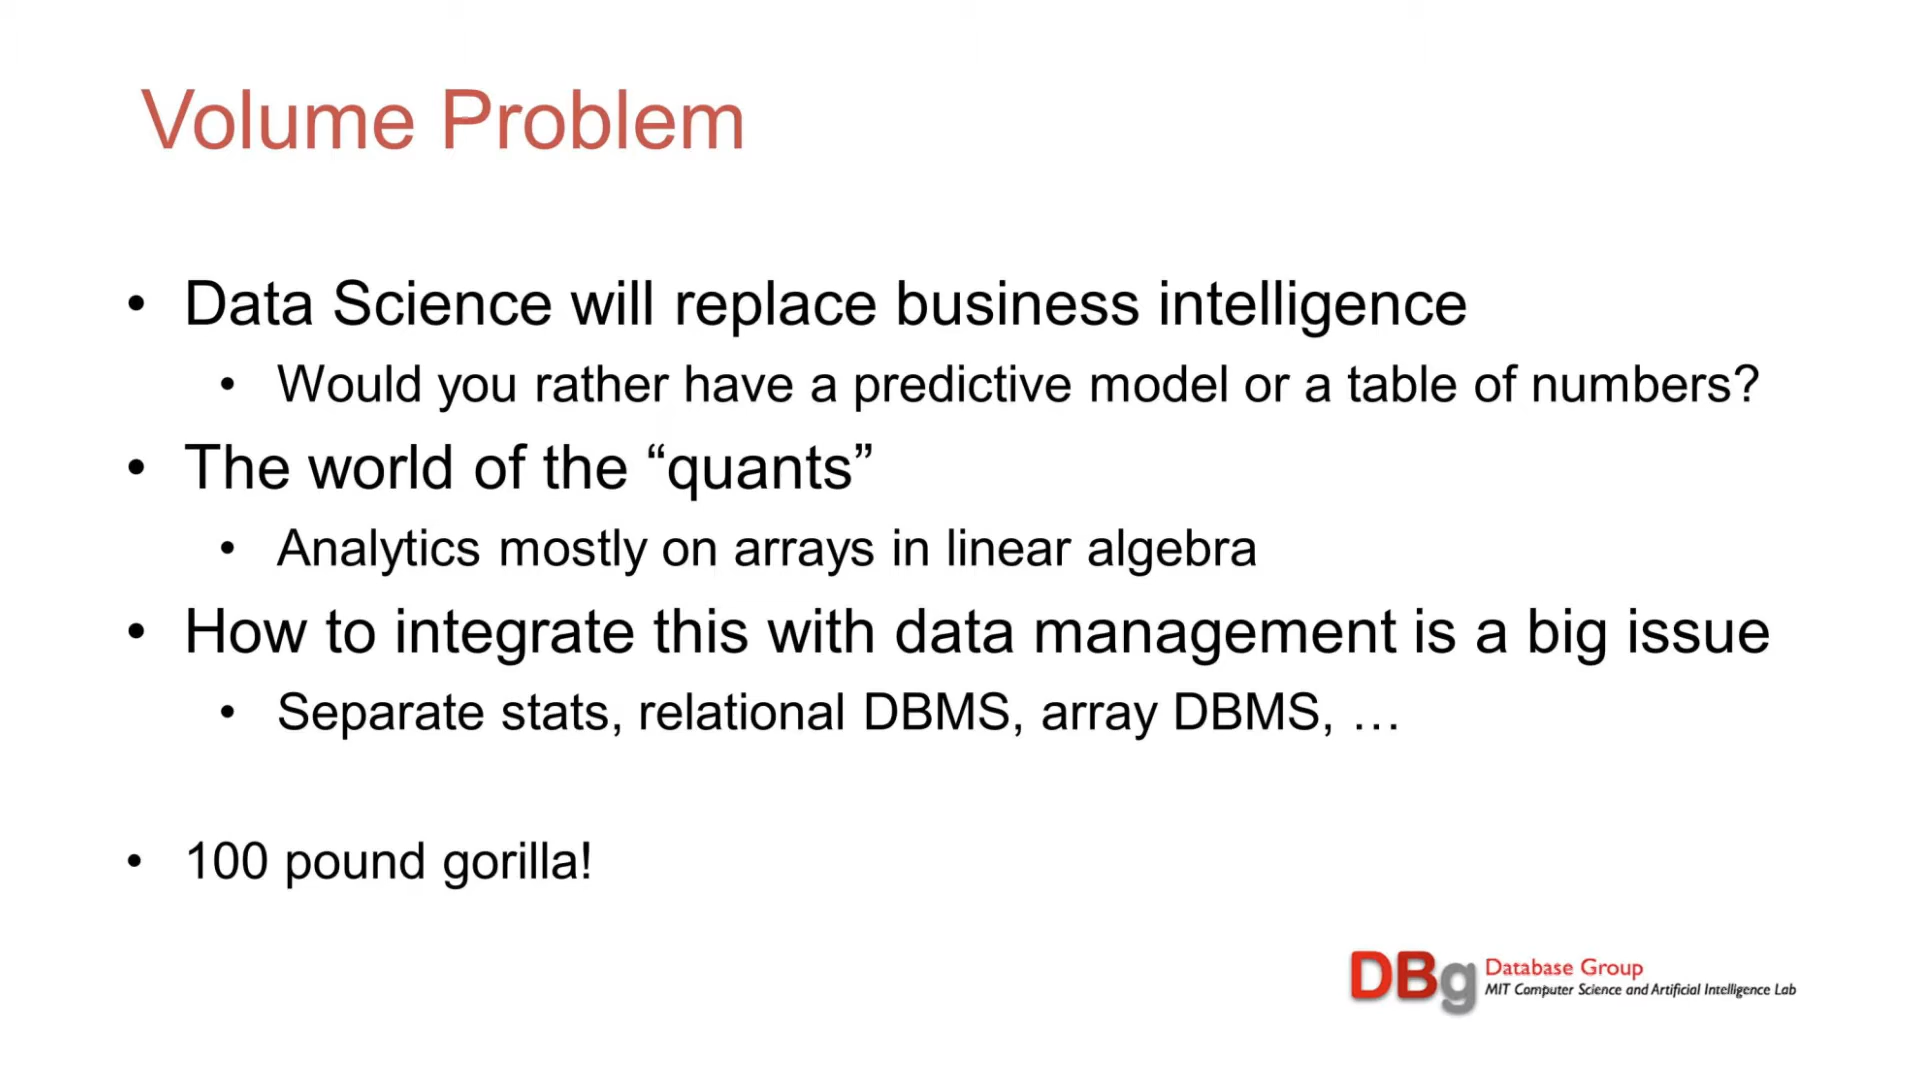 Volume Problem
• Data Science will replace business intelligence
• Would you rather have a predictive model or a table of numbers?
• The world of the “quants”
• Analytics mostly on arrays in linear algebra
• How to integrate this with data management is a big issue
• Separate stats, relational DBMS, array DBMS, …
• 100 pound gorilla!
DBg
Database Group
MIT Computer Science and Artificial Intelligence Lab